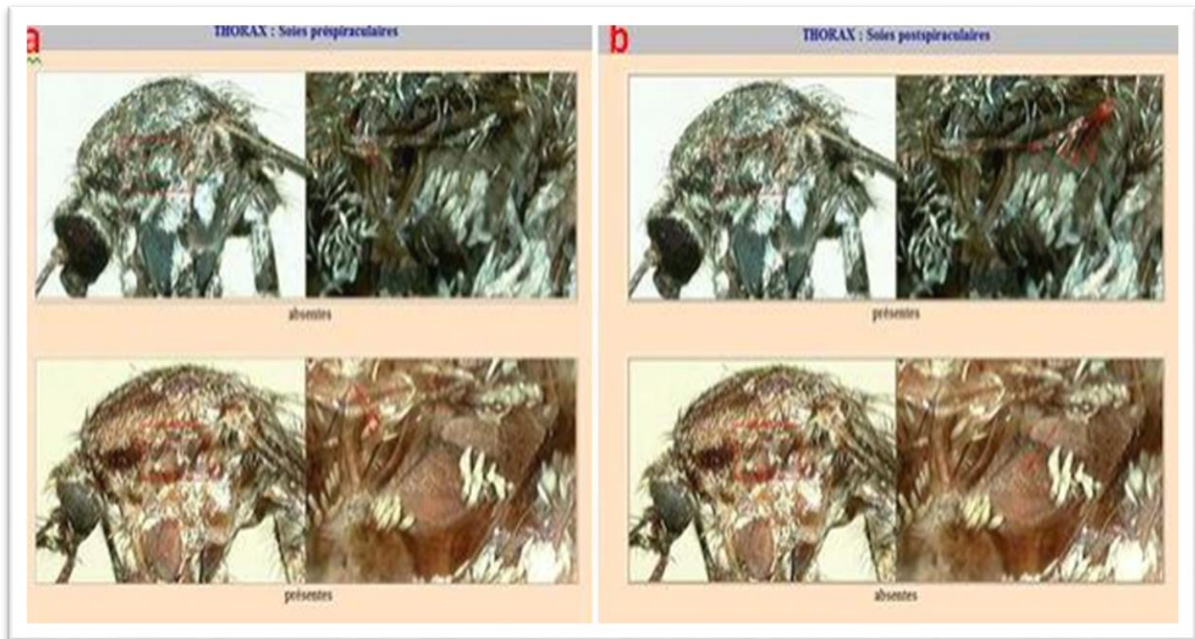 a
THORAX : Soies préspiraculaires
absentes
présentes
b
THORAX : Soies postspiraculaires
présentes
absentes